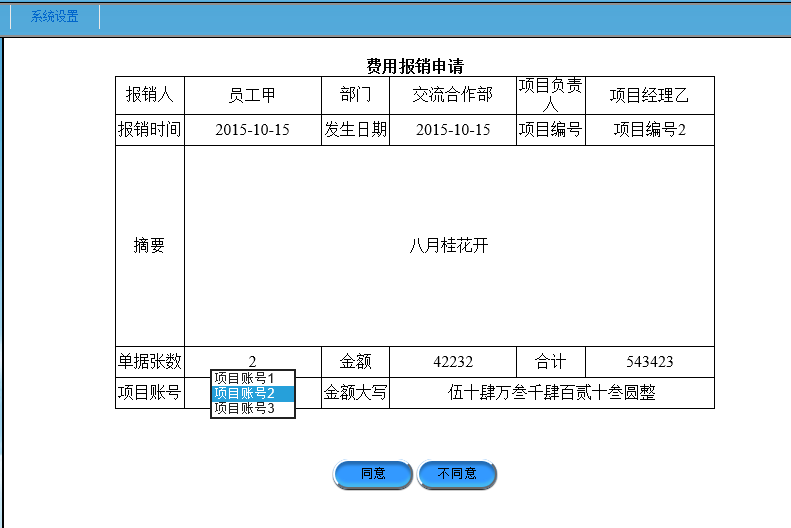 系统设置
费用报销申请
报销人 员工甲 部门 交流合作部 项目负责人 项目经理乙
报销时间 2015-10-15 发生日期 2015-10-15 项目编号 项目编号2
摘要 八月桂花开
单据张数 2 金额 42232 合计 543423
项目账号 金额大写 伍十肆万叁千肆百贰十叁圆整
项目账号1
项目账号2
项目账号3
同意 不同意